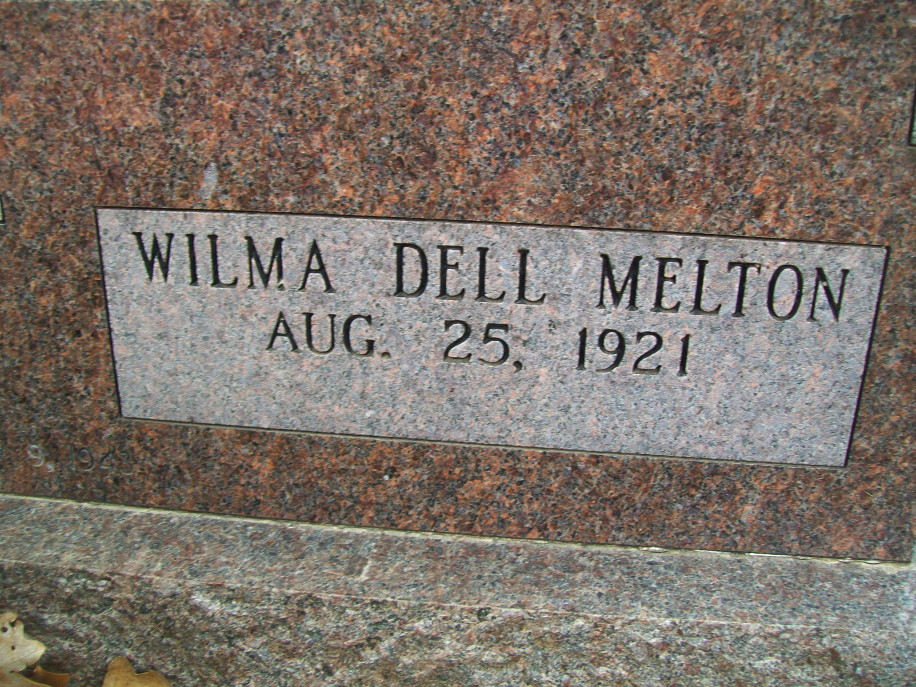 WILMA DELL MELTON
AUG. 25, 1921